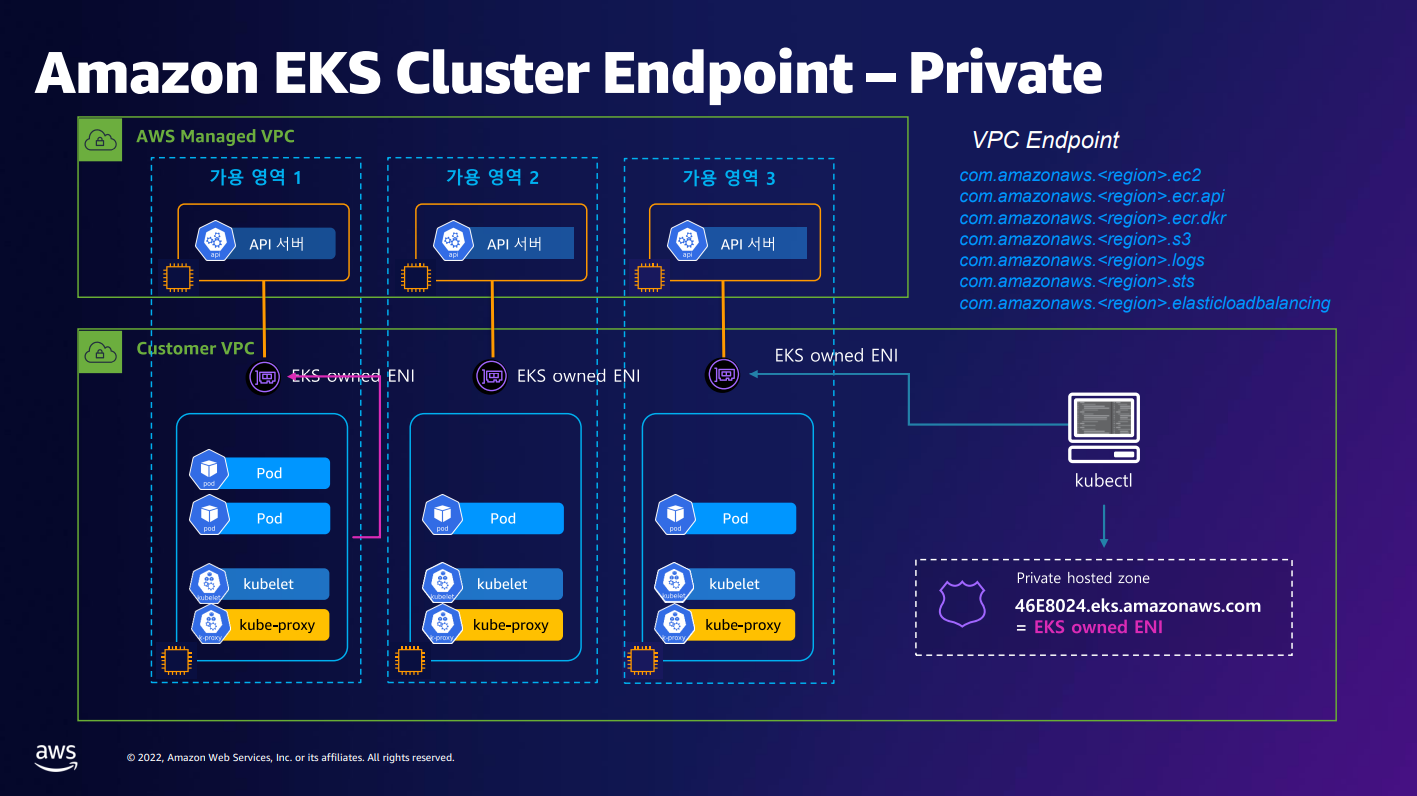 Amazon EKS Cluster Endpoint – Private
AWS Managed VPC
가용 영역 1
가용 영역 2
가용 영역 3
API 서버
api
API 서버
api
API 서버
api
VPC Endpoint
com.amazonaws.<region>.ec2
com.amazonaws.<region>.ecr.api
com.amazonaws.<region>.ecr.dkr
com.amazonaws.<region>.s3
com.amazonaws.<region>.logs
com.amazonaws.<region>.sts
com.amazonaws.<region>.elasticloadbalancing
Customer VPC
EKS owned ENI
EKS owned ENI
EKS owned ENI
Pod
pod
Pod
pod
kubelet
kubelet
kube-proxy
k-proxy
Pod
pod
kubelet
kubelet
kube-proxy
k-proxy
Pod
pod
kubelet
kubelet
kube-proxy
k-proxy
kubectl
Private hosted zone
46E8024.eks.amazonaws.com
= EKS owned ENI
aws
© 2022, Amazon Web Services, Inc. or its affiliates. All rights reserved.